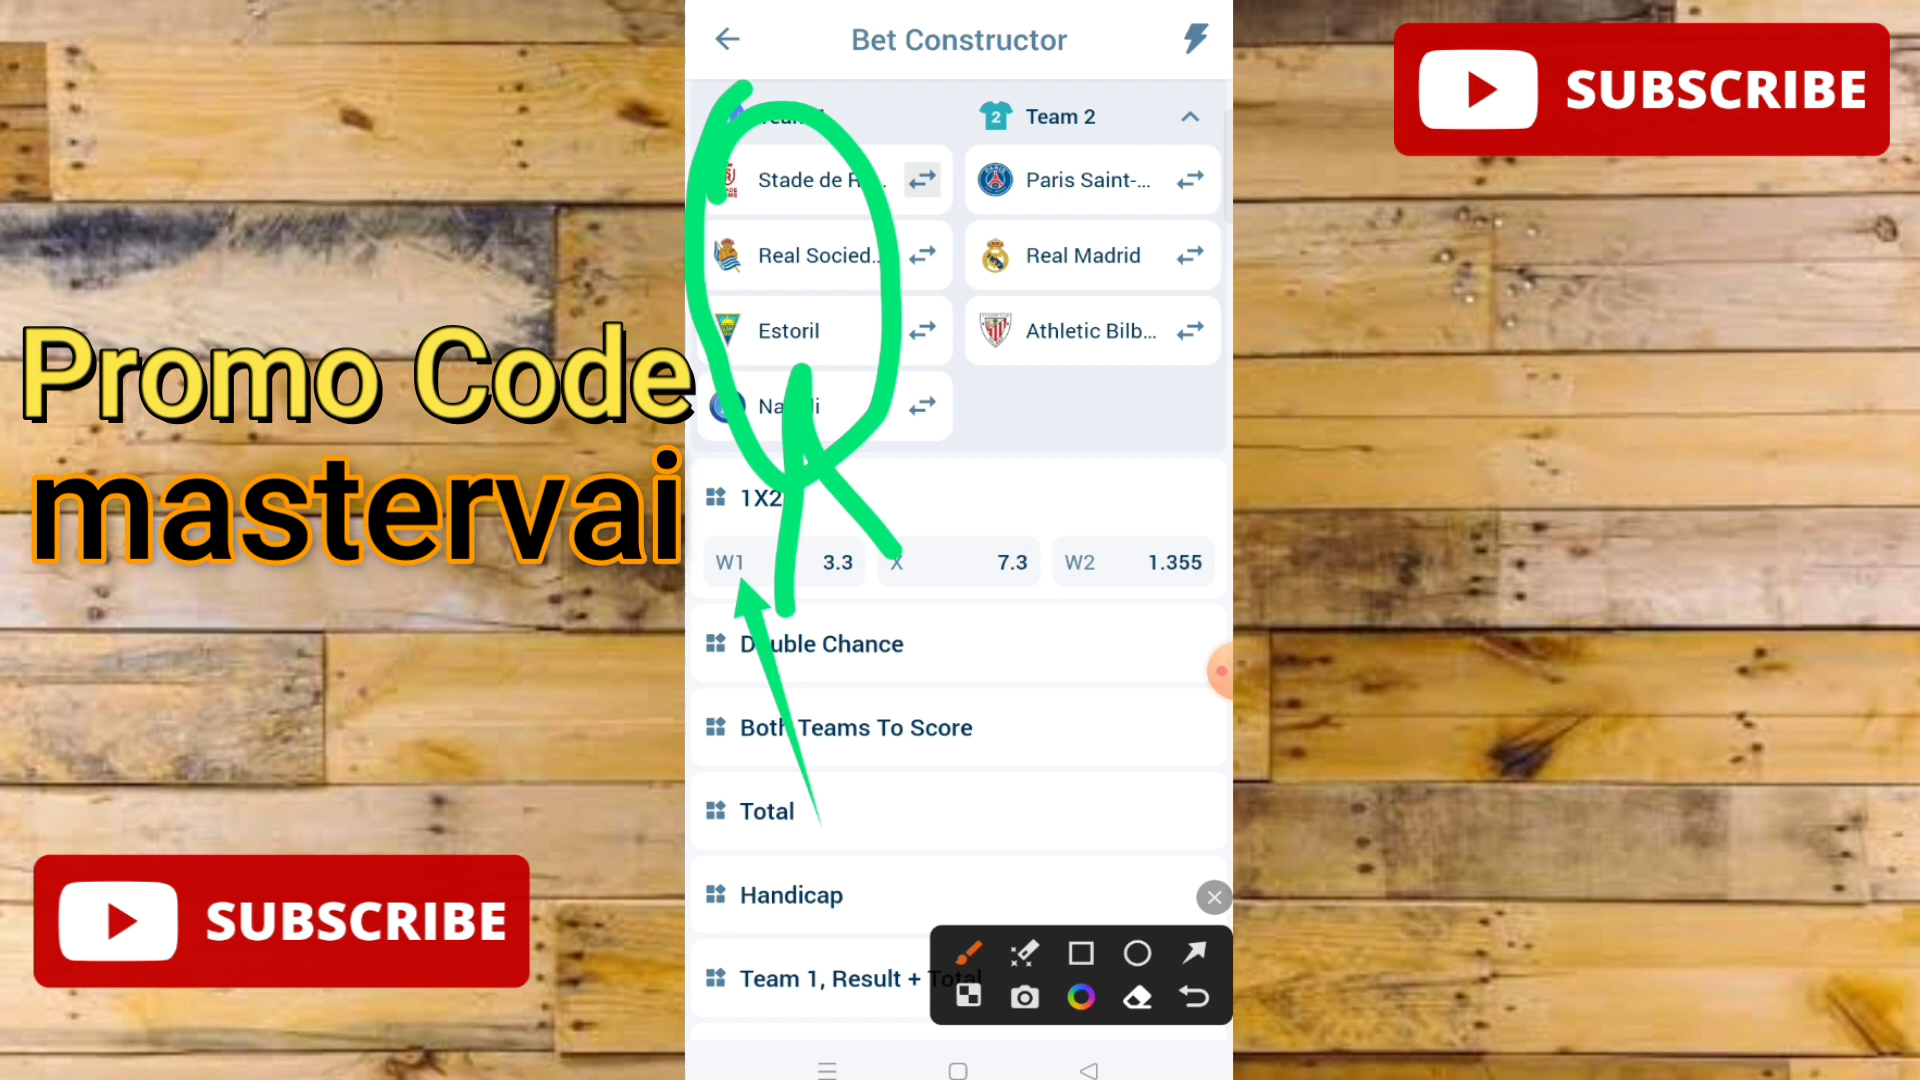 Bet Constructor
SUBSCRIBE
Team 2
Stade de R...
Paris Saint-...
Real Socied...
Real Madrid
Estoril
Athletic Bilb...
Promo Code
mastervai
1X2
W1 3.3
X 7.3
W2 1.355
Double Chance
Both Teams To Score
Total
Handicap
SUBSCRIBE
Team 1, Result + Total